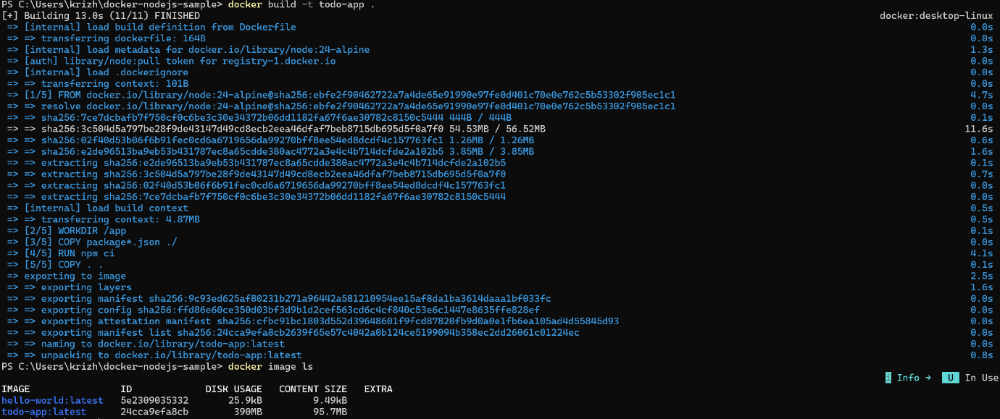 PS C:\Users\krizh\docker-nodejs-sample> docker build -t todo-app .
[+] Building 13.0s (11/11) FINISHED docker:desktop-linux
=> [internal] load build definition from Dockerfile 0.0s
=> => transferring dockerfile: 164B 0.0s
=> [internal] load metadata for docker.io/library/node:24-alpine 1.3s
=> [auth] library/node:pull token for registry-1.docker.io 0.0s
=> [internal] load .dockerignore 0.0s
=> => transferring context: 101B 0.0s
=> [1/5] FROM docker.io/library/node:24-alpine@sha256:ebfe2f90462722a7a4de65e91990e97fe0d401c70e0e762c5b53302f905ec1c1 4.7s
=> => resolve docker.io/library/node:24-alpine@sha256:ebfe2f90462722a7a4de65e91990e97fe0d401c70e0e762c5b53302f905ec1c1 0.0s
=> => sha256:7ce7dcbafb7f750cf0c6be3c30e34372b06dd1182fa67f6ae30782c8150c5444 444B / 444B 0.1s
=> => sha256:3c504d5a797be28f9de43147d49cd8ecb2eea46dfaf7beb8715db695d5f0a7f0 54.53MB / 56.52MB 11.6s
=> => sha256:02f40d53b06f6b91fec0cd6a6719656da99270bff8ee54ed8dcdf4c157763fc1 1.26MB / 1.26MB 0.6s
=> => sha256:e2de96513ba9eb53b431787ec8a65cdde380ac4772a3e4c4b714dcfde2a102b5 3.85MB / 3.85MB 1.6s
=> => extracting sha256:e2de96513ba9eb53b431787ec8a65cdde380ac4772a3e4c4b714dcfde2a102b5 0.1s
=> => extracting sha256:3c504d5a797be28f9de43147d49cd8ecb2eea46dfaf7beb8715db695d5f0a7f0 0.7s
=> => extracting sha256:02f40d53b06f6b91fec0cd6a6719656da99270bff8ee54ed8dcdf4c157763fc1 0.0s
=> => extracting sha256:7ce7dcbafb7f750cf0c6be3c30e34372b06dd1182fa67f6ae30782c8150c5444 0.0s
=> [internal] load build context 0.5s
=> => transferring context: 4.87MB 0.5s
=> [2/5] WORKDIR /app 0.1s
=> [3/5] COPY package*.json ./ 0.0s
=> [4/5] RUN npm ci 4.1s
=> [5/5] COPY . . 0.1s
=> exporting to image 2.5s
=> => exporting layers 1.6s
=> => exporting manifest sha256:9c93ed625af80231b271a96442a581210954ee15af8da1ba3614daaa1bf033fc 0.0s
=> => exporting config sha256:ffd86e60ce350d03bf3d9b1d2cef563cd6c4cf840c53e6c1447e8635ffe828ef 0.0s
=> => exporting attestation manifest sha256:cfbc91bc1803d552d39648601f9fcd87820fb9d0a0e1fb6ea105ad4d55845d93 0.0s
=> => exporting manifest list sha256:24cca9efa8cb2639f65e57c4042a0b124ce5199094b358ec2dd26061c01224ec 0.0s
=> => naming to docker.io/library/todo-app:latest 0.0s
=> => unpacking to docker.io/library/todo-app:latest 0.8s
PS C:\Users\krizh\docker-nodejs-sample> docker image ls
i Info → U In Use
IMAGE ID DISK USAGE CONTENT SIZE EXTRA
hello-world:latest 5e2309035332 25.9kB 9.49kB
todo-app:latest 24cca9efa8cb 390MB 95.7MB